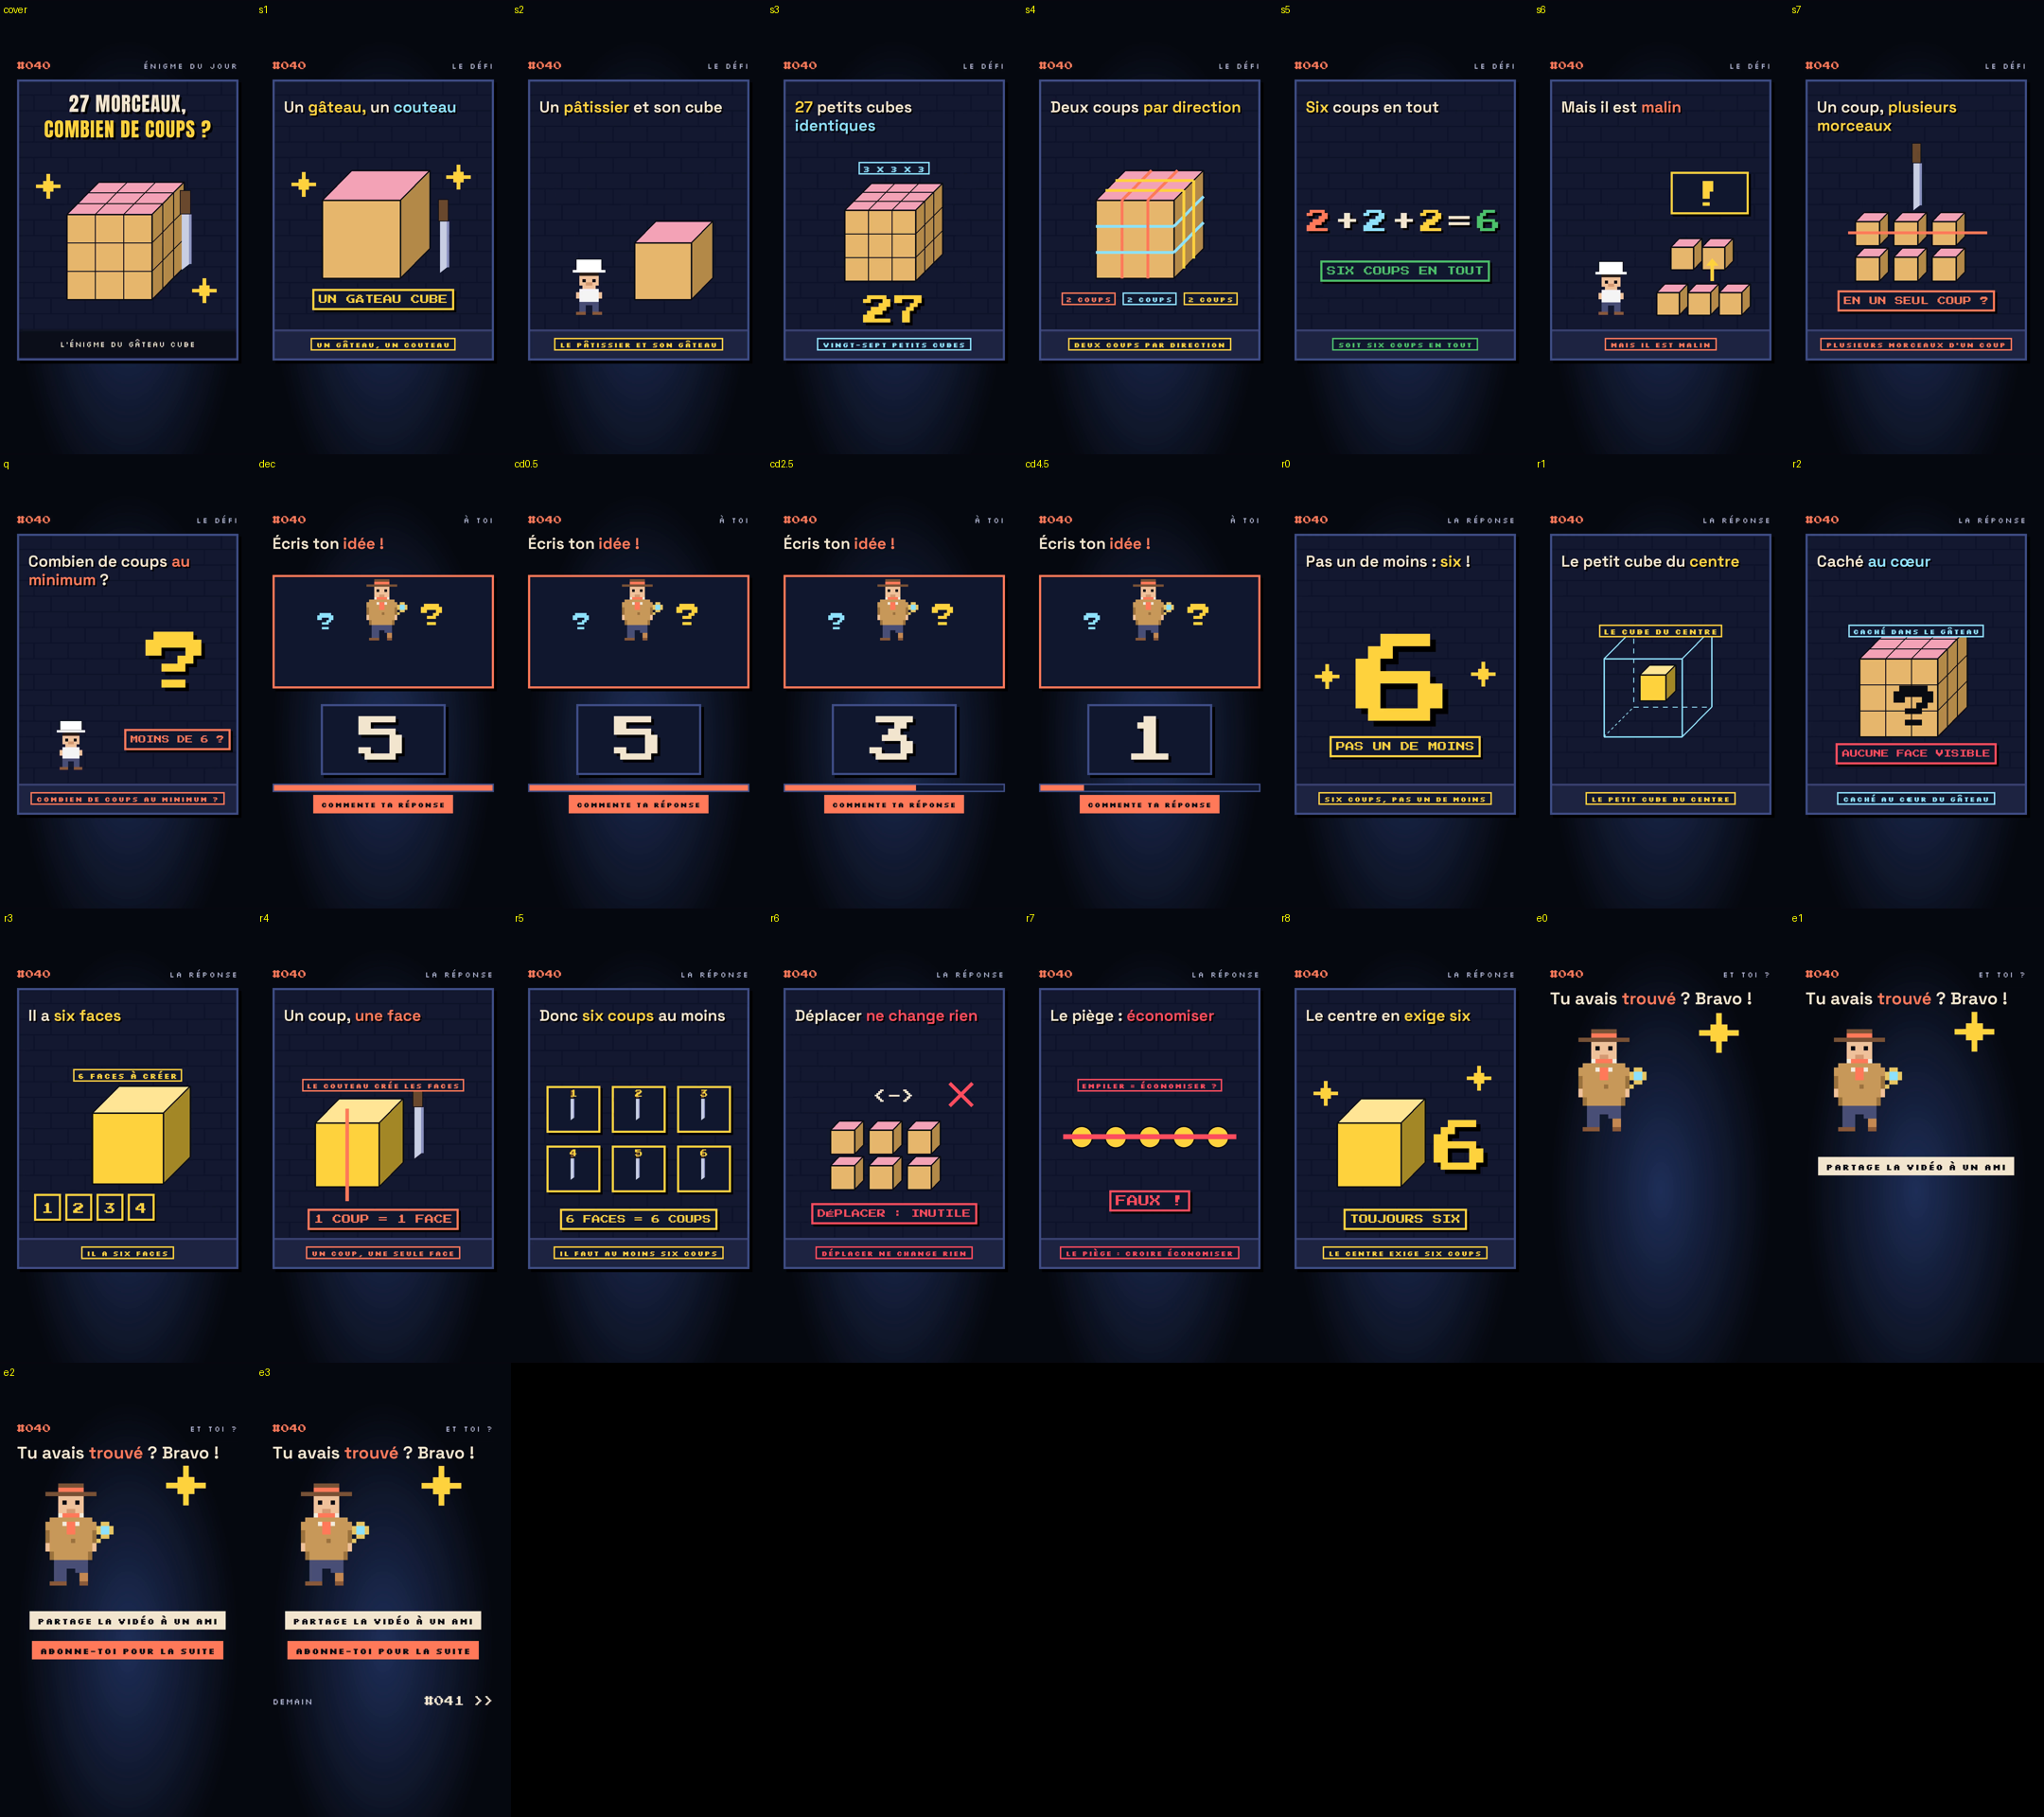 cover
#040
ÉNIGME DU JOUR
27 MORCEAUX,
COMBIEN DE COUPS ?
L'ÉNIGME DU GÂTEAU CUBE
s1
#040
LE DÉFI
Un gâteau, un couteau
UN GÂTEAU CUBE
UN GÂTEAU, UN COUTEAU
s2
#040
LE DÉFI
Un pâtissier et son cube
LE PÂTISSIER ET SON GÂTEAU
s3
#040
LE DÉFI
27 petits cubes
identiques
3 X 3 X 3
27
VINGT-SEPT PETITS CUBES
s4
#040
LE DÉFI
Deux coups par direction
2 COUPS
2 COUPS
2 COUPS
DEUX COUPS PAR DIRECTION
s5
#040
LE DÉFI
Six coups en tout
2+2+2=6
SIX COUPS EN TOUT
SOIT SIX COUPS EN TOUT
s6
#040
LE DÉFI
Mais il est malin
!
MAIS IL EST MALIN
s7
#040
LE DÉFI
Un coup, plusieurs
morceaux
EN UN SEUL COUP ?
PLUSIEURS MORCEAUX D'UN COUP
q
#040
LE DÉFI
Combien de coups au
minimum ?
?
MOINS DE 6 ?
COMBIEN DE COUPS AU MINIMUM ?
dec
#040
À TOI
Écris ton idée !
? ?
5
COMMENTE TA RÉPONSE
cd0.5
#040
À TOI
Écris ton idée !
? ?
5
COMMENTE TA RÉPONSE
cd2.5
#040
À TOI
Écris ton idée !
? ?
3
COMMENTE TA RÉPONSE
cd4.5
#040
À TOI
Écris ton idée !
? ?
1
COMMENTE TA RÉPONSE
r0
#040
LA RÉPONSE
Pas un de moins : six !
6
PAS UN DE MOINS
SIX COUPS, PAS UN DE MOINS
r1
#040
LA RÉPONSE
Le petit cube du centre
LE CUBE DU CENTRE
LE PETIT CUBE DU CENTRE
r2
#040
LA RÉPONSE
Caché au cœur
CACHÉ DANS LE GÂTEAU
?
AUCUNE FACE VISIBLE
CACHÉ AU CŒUR DU GÂTEAU
r3
#040
LA RÉPONSE
Il a six faces
6 FACES À CRÉER
1 2 3 4
IL A SIX FACES
r4
#040
LA RÉPONSE
Un coup, une face
LE COUTEAU CRÉE LES FACES
1 COUP = 1 FACE
UN COUP, UNE SEULE FACE
r5
#040
LA RÉPONSE
Donc six coups au moins
1 2 3
4 5 6
6 FACES = 6 COUPS
IL FAUT AU MOINS SIX COUPS
r6
#040
LA RÉPONSE
Déplacer ne change rien
<->
DéPLACER : INUTILE
DÉPLACER NE CHANGE RIEN
r7
#040
LA RÉPONSE
Le piège : économiser
EMPILER = ÉCONOMISER ?
FAUX !
LE PIÈGE : CROIRE ÉCONOMISER
r8
#040
LA RÉPONSE
Le centre en exige six
6
TOUJOURS SIX
LE CENTRE EXIGE SIX COUPS
e0
#040
ET TOI ?
Tu avais trouvé ? Bravo !
e1
#040
ET TOI ?
Tu avais trouvé ? Bravo !
PARTAGE LA VIDÉO À UN AMI
e2
#040
ET TOI ?
Tu avais trouvé ? Bravo !
PARTAGE LA VIDÉO À UN AMI
ABONNE-TOI POUR LA SUITE
e3
#040
ET TOI ?
Tu avais trouvé ? Bravo !
PARTAGE LA VIDÉO À UN AMI
ABONNE-TOI POUR LA SUITE
DEMAIN
#041 >>